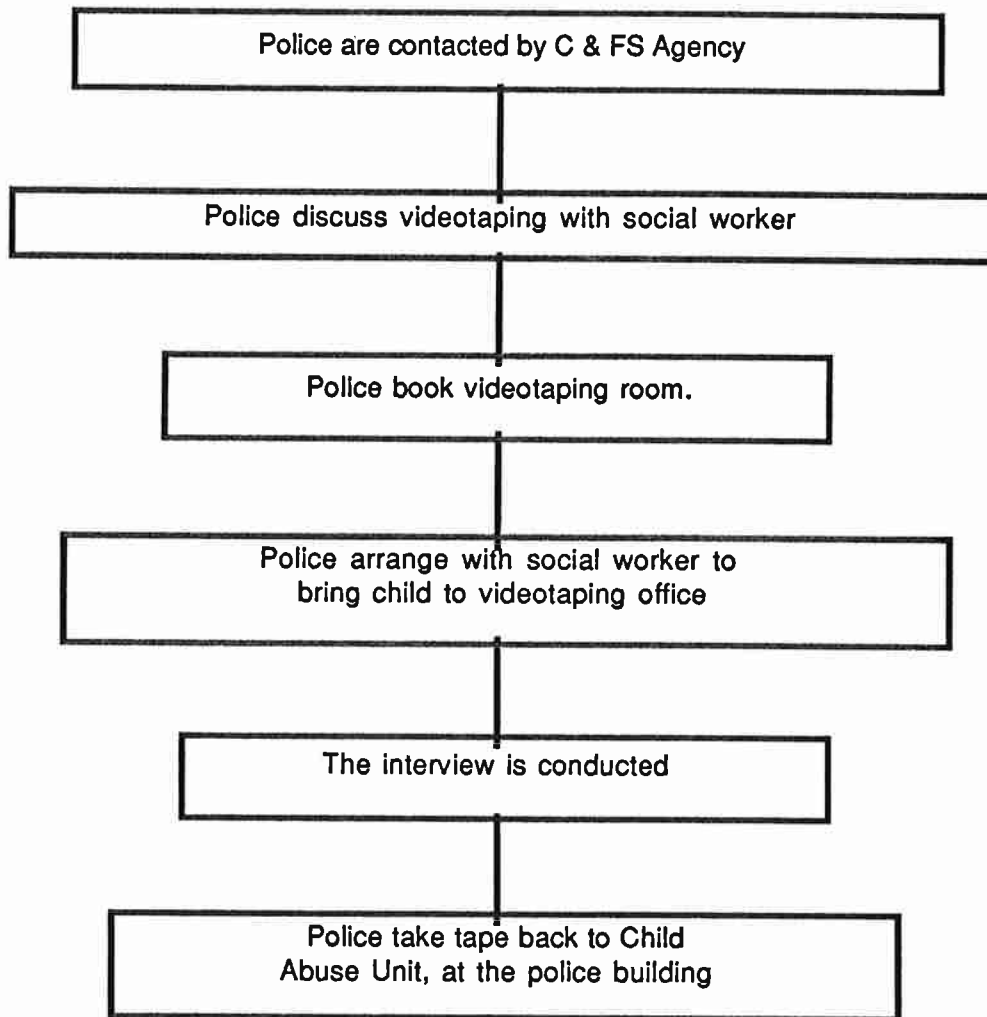 Police are contacted by C & FS Agency
Police discuss videotaping with social worker
Police book videotaping room.
Police arrange with social worker to
bring child to videotaping office
The interview is conducted
Police take tape back to Child
Abuse Unit, at the police building